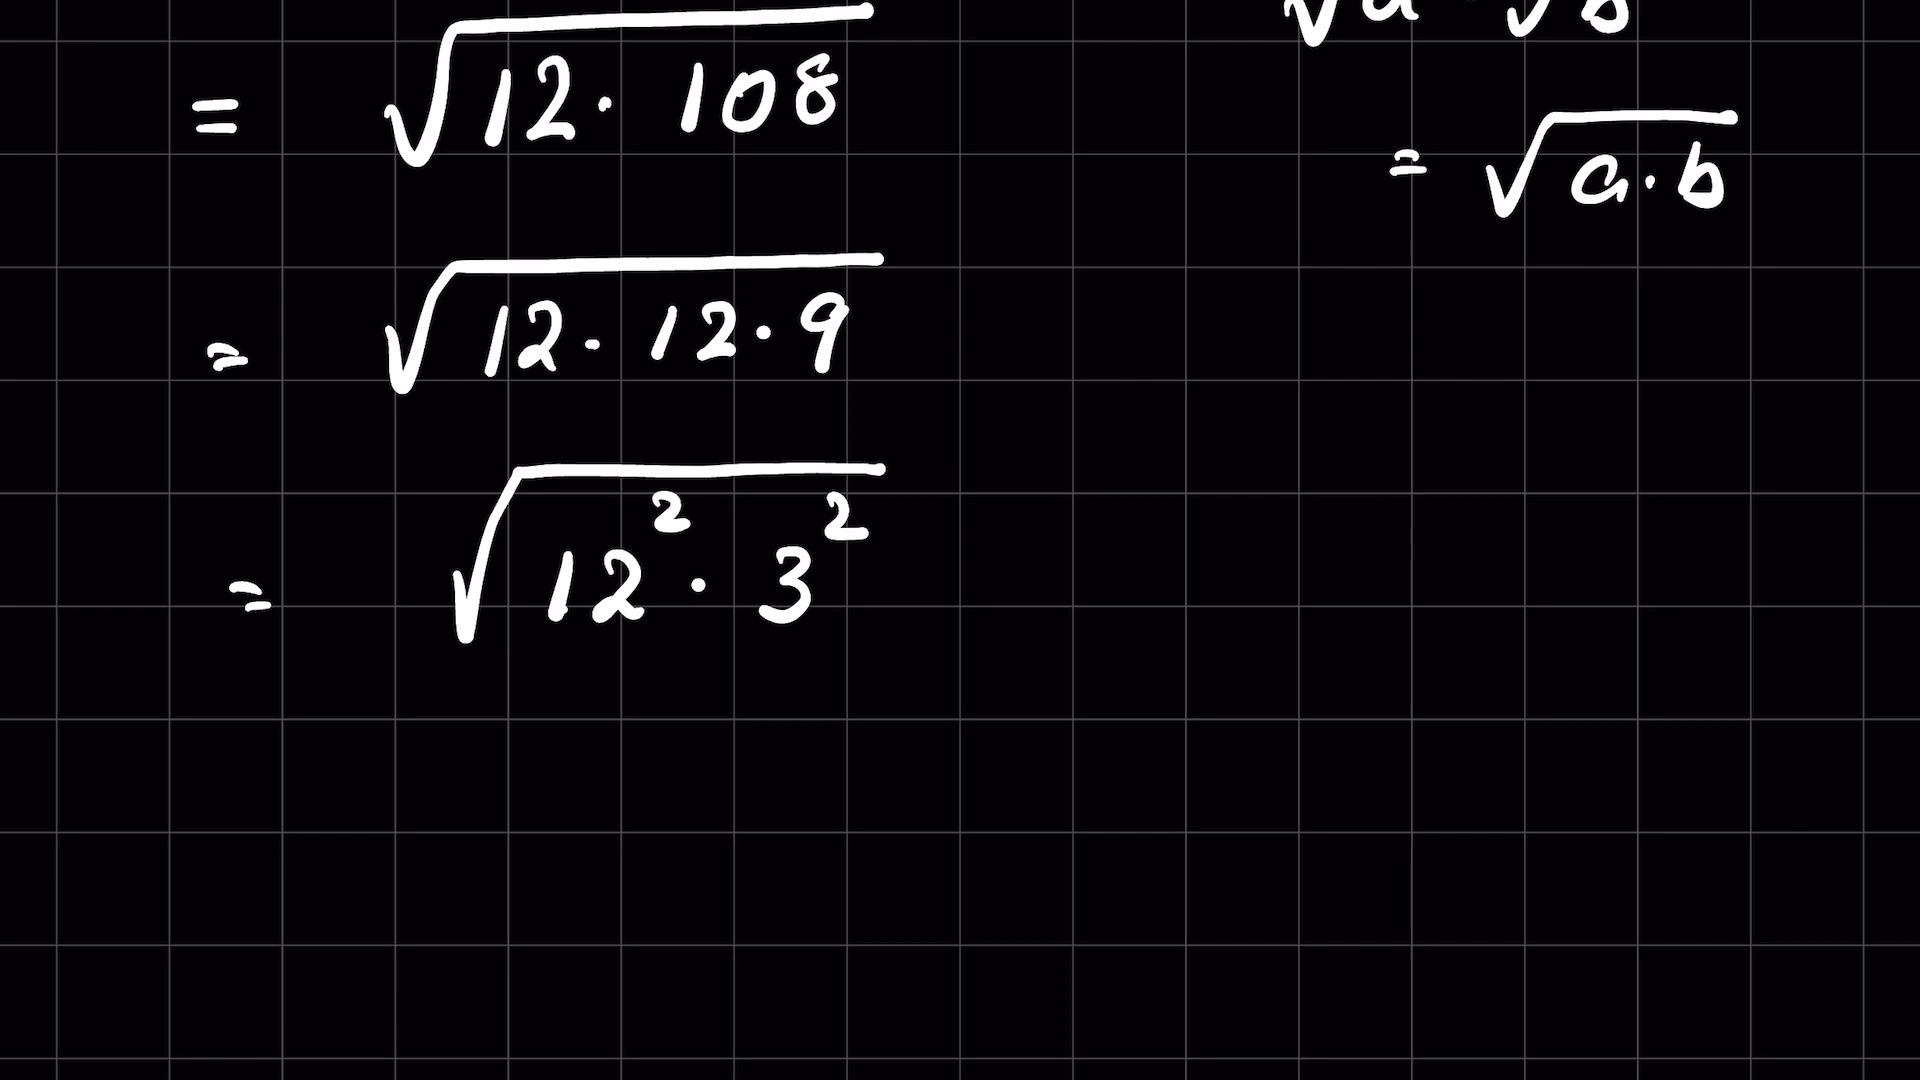 √a · √b
= √12 · 108
= √a · b
= √12 · 12 · 9
= √12² · 3²